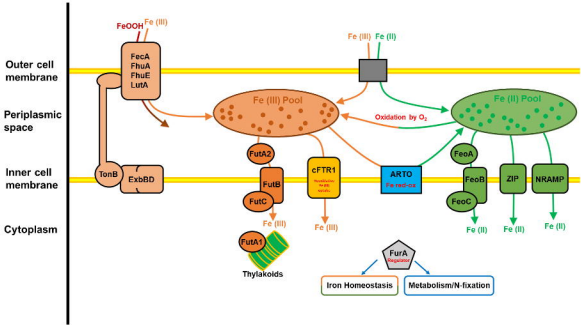 FeOOH
Fe (III)
Outer cell
membrane
FecA
FhuA
FhuE
LutA
Fe (III)
Fe (II)
Periplasmic
space
Fe (III) Pool
Oxidation by O2
Fe (II) Pool
Inner cell
membrane
TonB
ExbBD
FutA2
FutB
FutC
cFTR1
ARTO
Fe red-ox
FeoA
FeoB
FeoC
ZIP
NRAMP
Cytoplasm
Fe (III)
Fe (III)
Fe (II)
Fe (II)
Fe (II)
FutA1
Thylakoids
FurA
Regulator
Iron Homeostasis
Metabolism/N-fixation